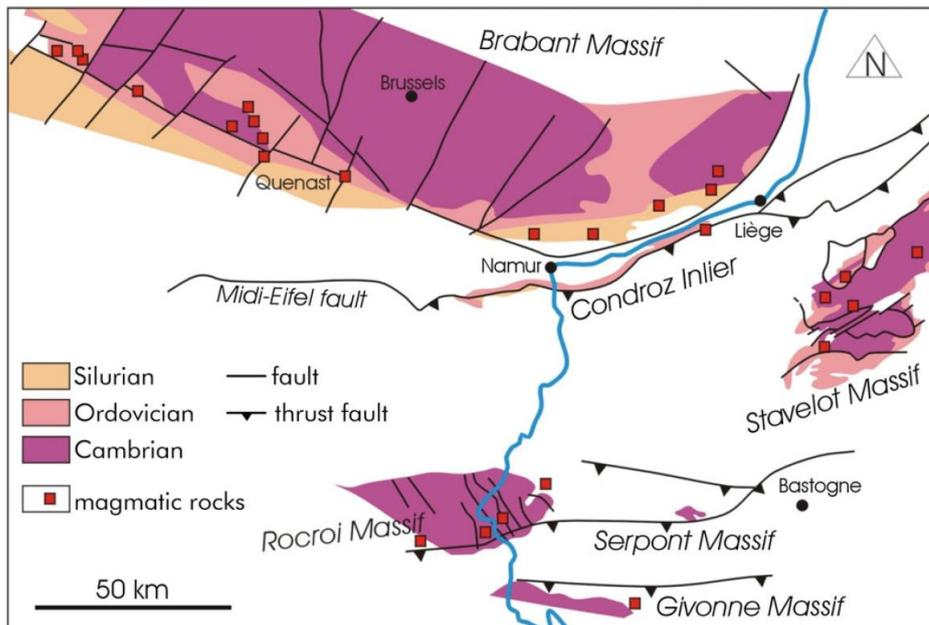 Brabant Massif
N
Brussels
Quenast
Liège
Namur
Condroz Inlier
Midi-Eifel fault
Silurian
fault
Ordovician
thrust fault
Cambrian
magmatic rocks
Stavelot Massif
Bastogne
Rocroi Massif
Serpont Massif
50 km
Givonne Massif